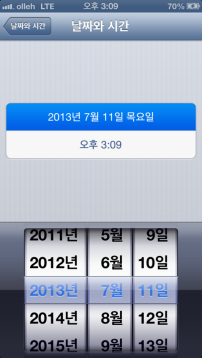 olleh LTE 오후 3:09 70%
날짜와 시간 날짜와 시간
2013년 7월 11일 목요일
오후 3:09
2011년 5월 9일
2012년 6월 10일
2013년 7월 11일
2014년 8월 12일
2015년 9월 13일